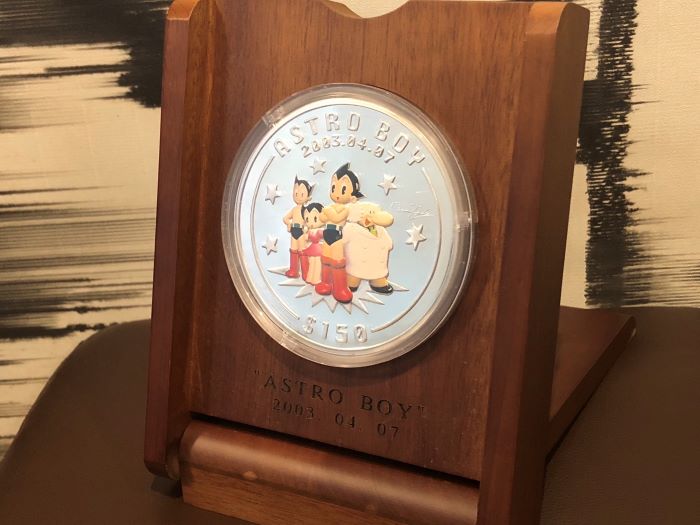 ASTRO BOY
2003.04.07
$150
"ASTRO BOY"
2003. 04. 07